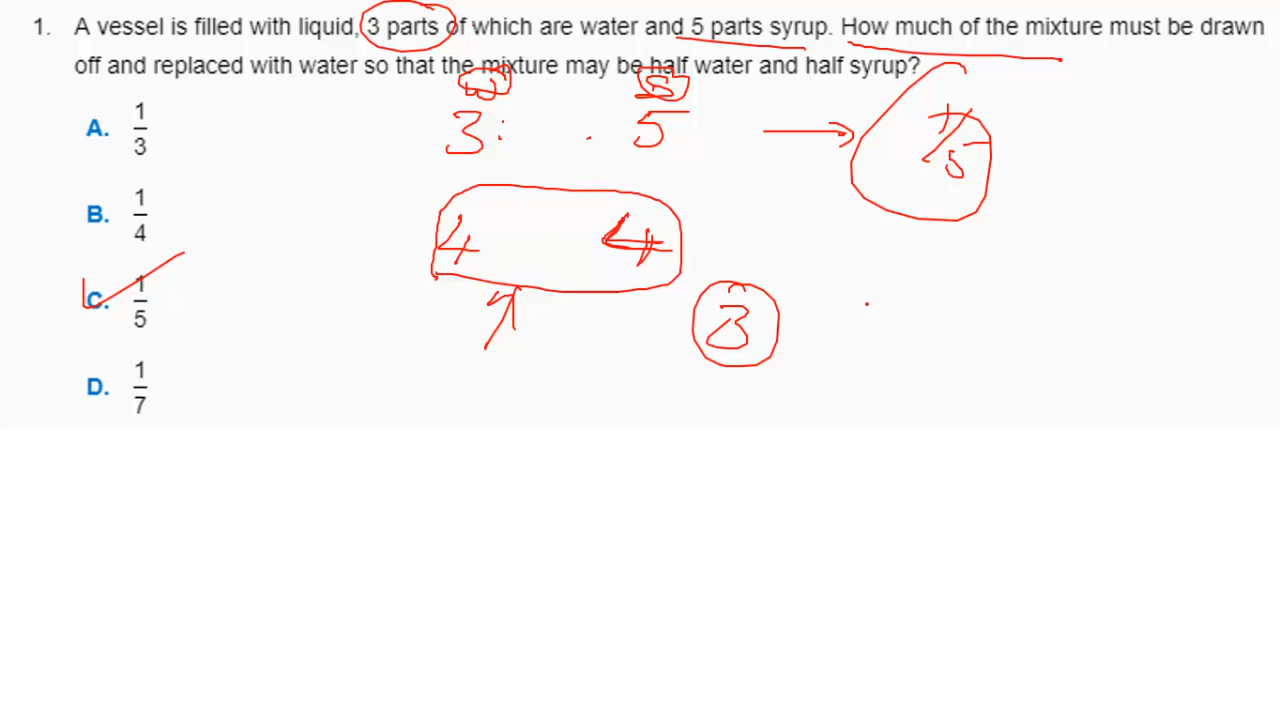 1. A vessel is filled with liquid, 3 parts of which are water and 5 parts syrup. How much of the mixture must be drawn
off and replaced with water so that the mixture may be half water and half syrup?
3 : 5
A. 1/3
B. 1/4
4 4
C. 1/5
D. 1/7